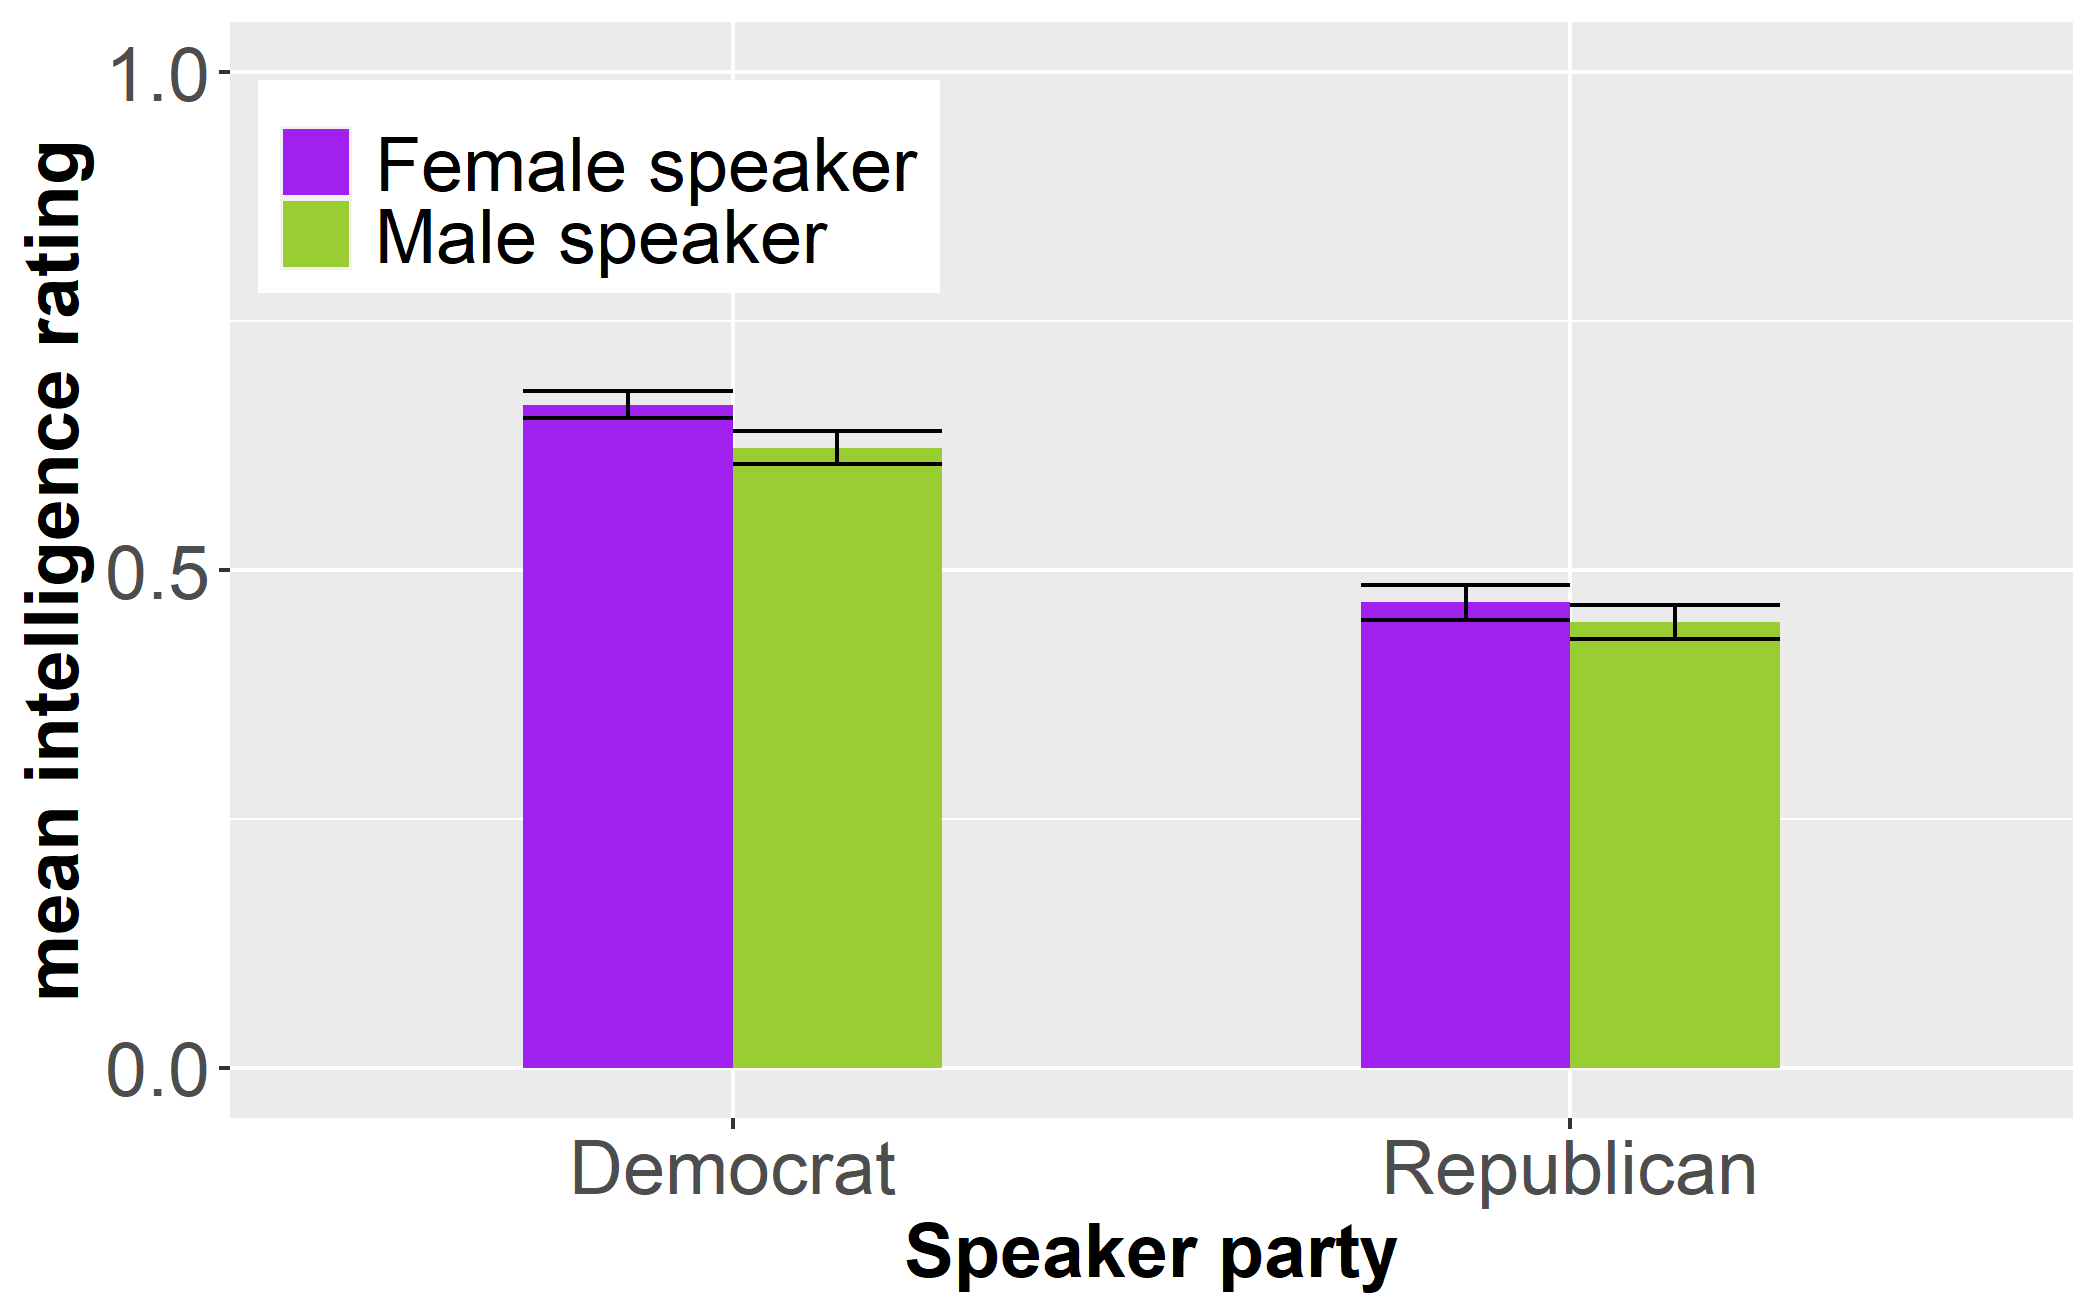 1.0
Female speaker
Male speaker
mean intelligence rating
0.5
0.0
Democrat Republican
Speaker party